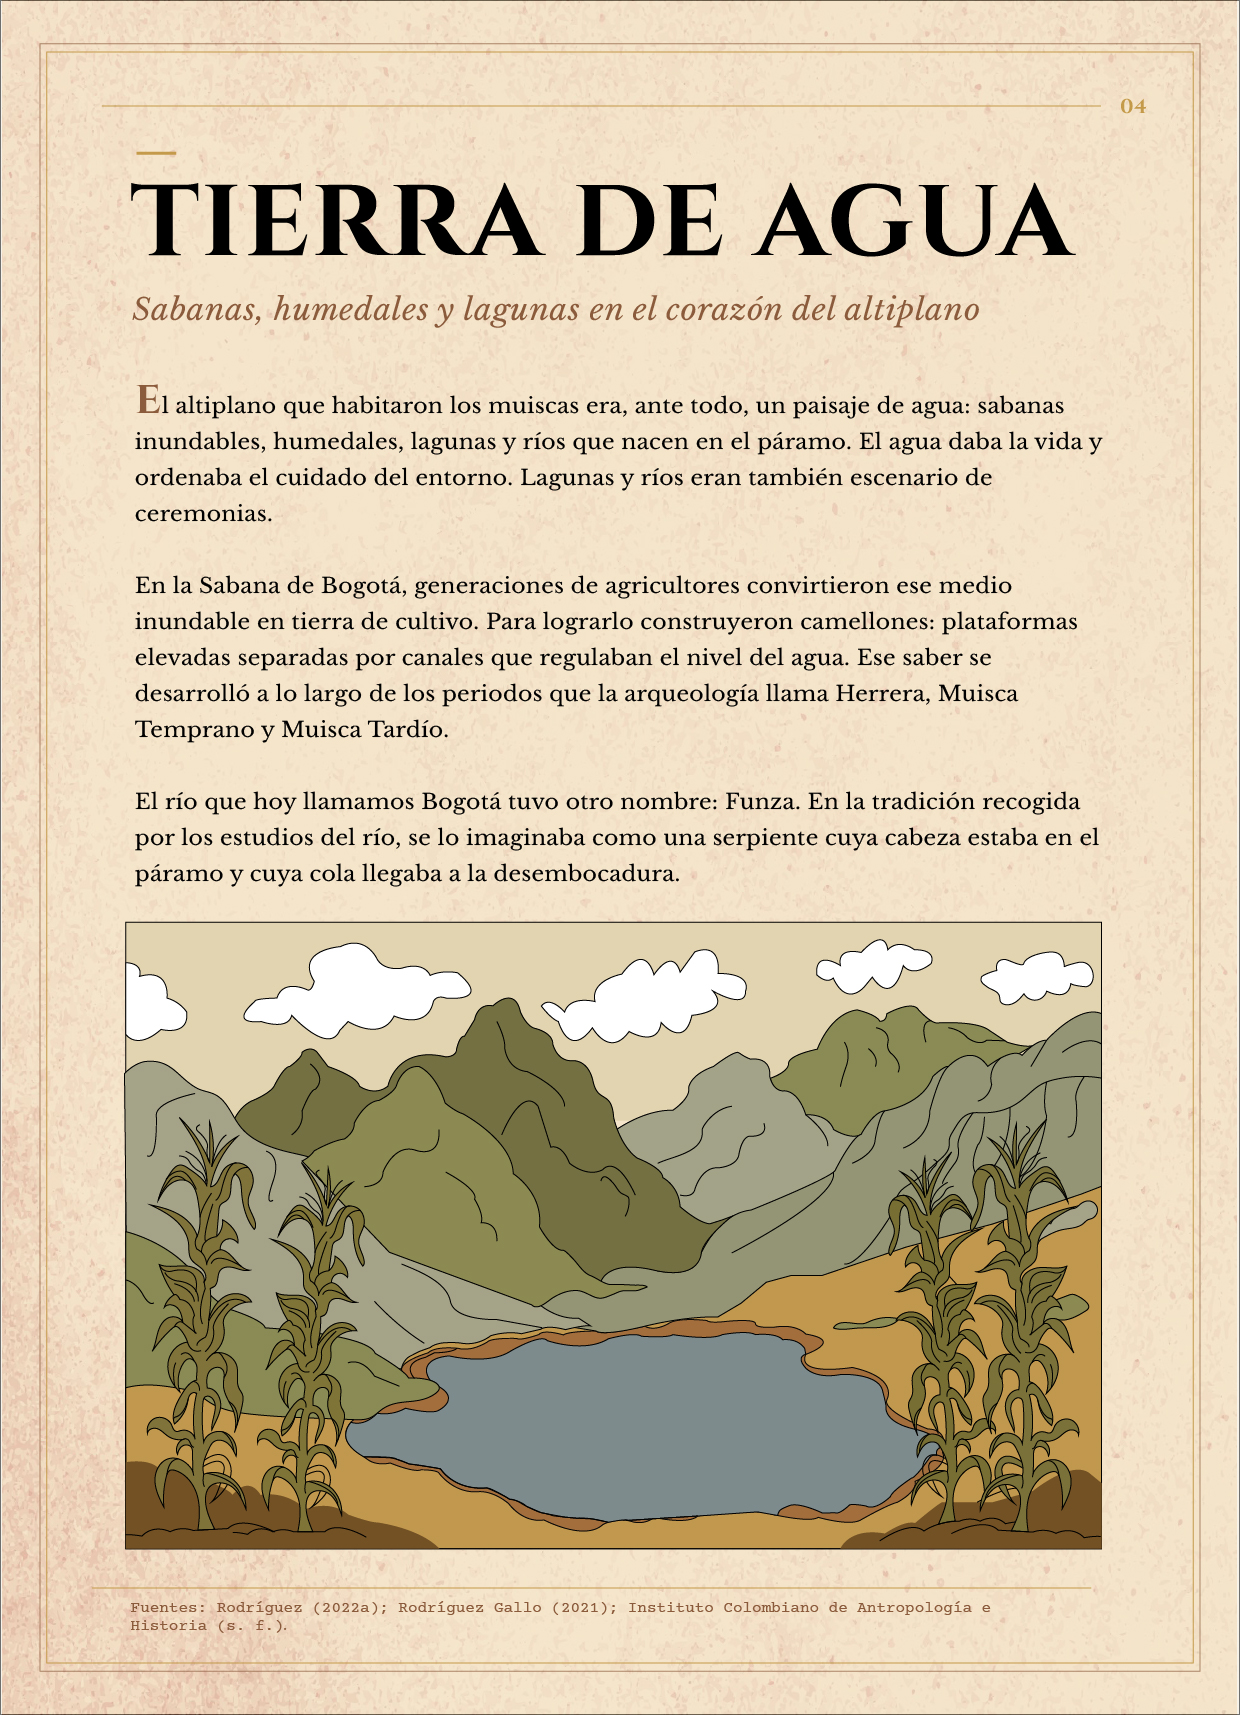 04
TIERRA DE AGUA
Sabanas, humedales y lagunas en el corazón del altiplano
El altiplano que habitaron los muiscas era, ante todo, un paisaje de agua: sabanas
inundables, humedales, lagunas y ríos que nacen en el páramo. El agua daba la vida y
ordenaba el cuidado del entorno. Lagunas y ríos eran también escenario de
ceremonias.
En la Sabana de Bogotá, generaciones de agricultores convirtieron ese medio
inundable en tierra de cultivo. Para lograrlo construyeron camellones: plataformas
elevadas separadas por canales que regulaban el nivel del agua. Ese saber se
desarrolló a lo largo de los periodos que la arqueología llama Herrera, Muisca
Temprano y Muisca Tardío.
El río que hoy llamamos Bogotá tuvo otro nombre: Funza. En la tradición recogida
por los estudios del río, se lo imaginaba como una serpiente cuya cabeza estaba en el
páramo y cuya cola llegaba a la desembocadura.
Fuentes: Rodríguez (2022a); Rodríguez Gallo (2021); Instituto Colombiano de Antropología e
Historia (s. f.).